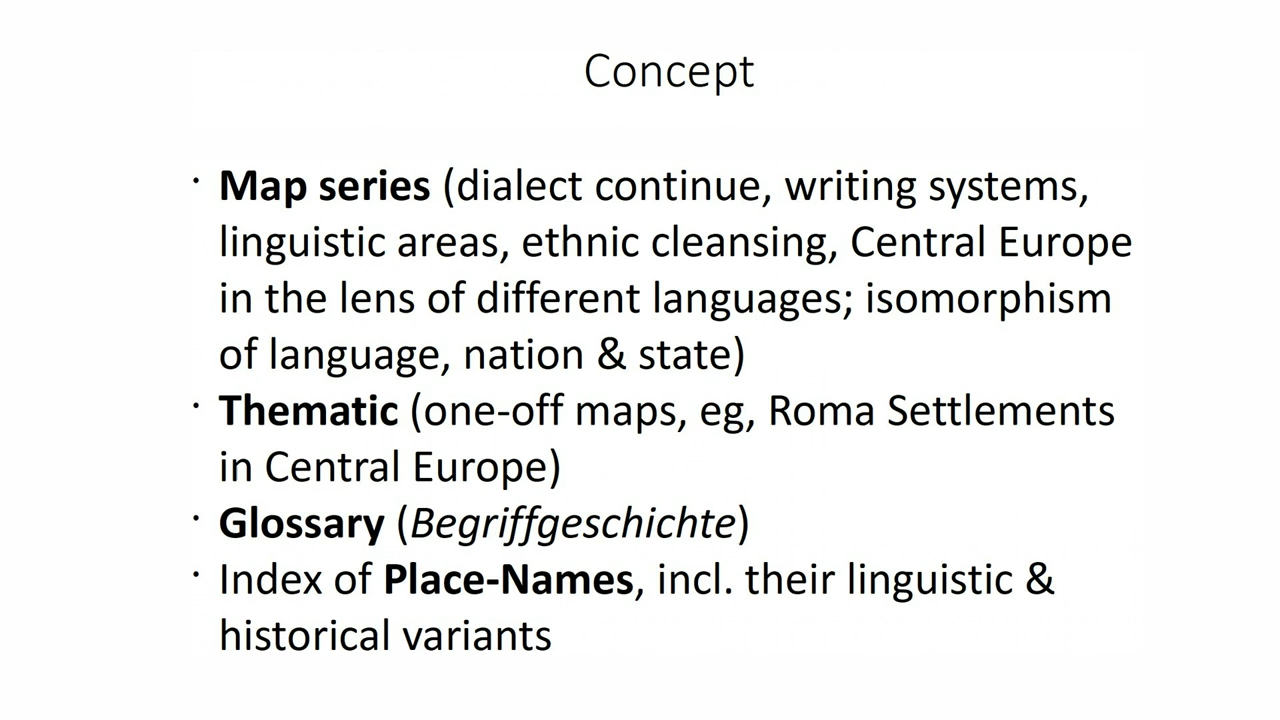 Concept
· Map series (dialect continue, writing systems,
linguistic areas, ethnic cleansing, Central Europe
in the lens of different languages; isomorphism
of language, nation & state)
· Thematic (one-off maps, eg, Roma Settlements
in Central Europe)
· Glossary (Begriffgeschichte)
· Index of Place-Names, incl. their linguistic &
historical variants